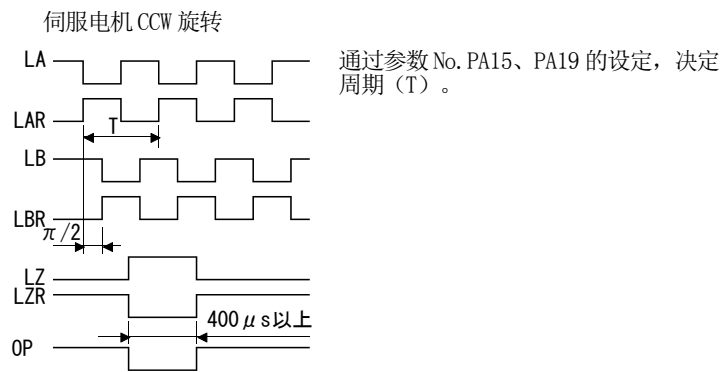 伺服电机 CCW 旋转
LA
通过参数 No. PA15、PA19 的设定，决定
周期（T）。
LAR
T
LB
LBR
π/2
LZ
LZR
400μs以上
OP